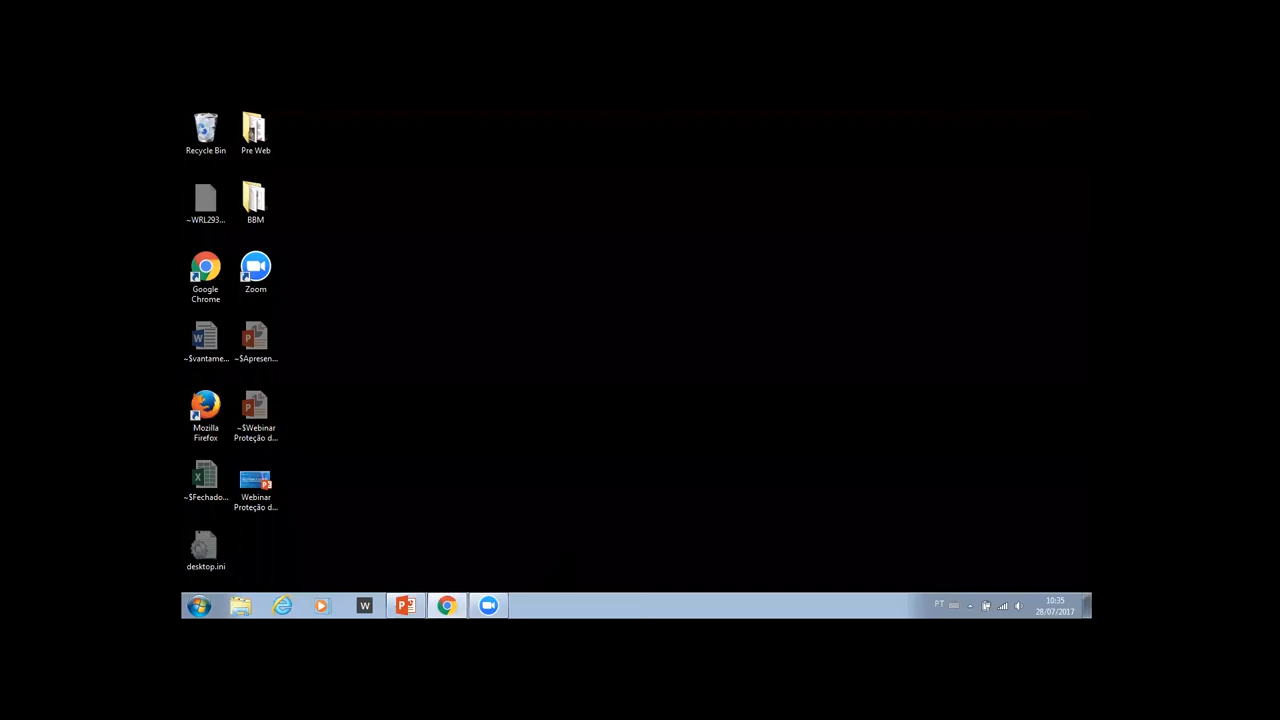 Recycle Bin
Pre Web
~WRL293...
BBM
Google
Chrome
Zoom
~$vantame...
~$Apresen...
Mozilla
Firefox
~$Webinar
Proteção d...
~$Fechado...
Webinar
Proteção d...
desktop.ini
W
PT
10:35
28/07/2017